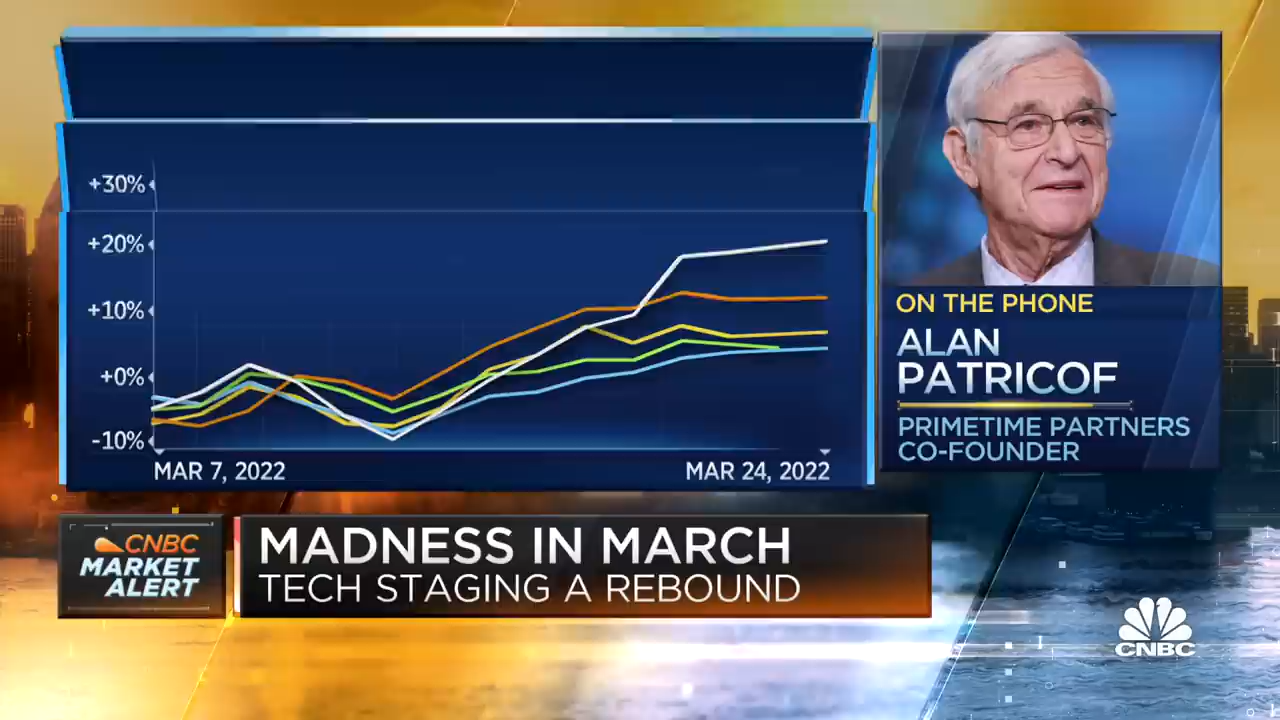 +30%
+20%
+10%
+0%
-10%
MAR 7, 2022
MAR 24, 2022
ON THE PHONE
ALAN
PATRICOF
PRIMETIME PARTNERS
CO-FOUNDER
CNBC
MARKET
ALERT
MADNESS IN MARCH
TECH STAGING A REBOUND
CNBC